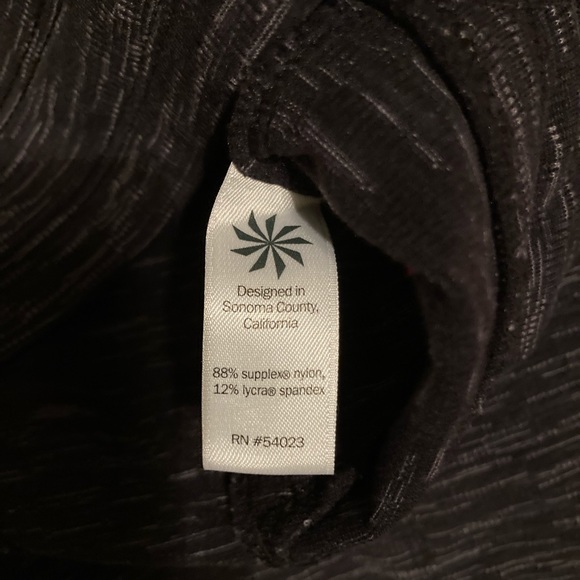 Designed in
Sonoma County,
California
88% supplex® nylon,
12% lycra® spandex
RN #54023